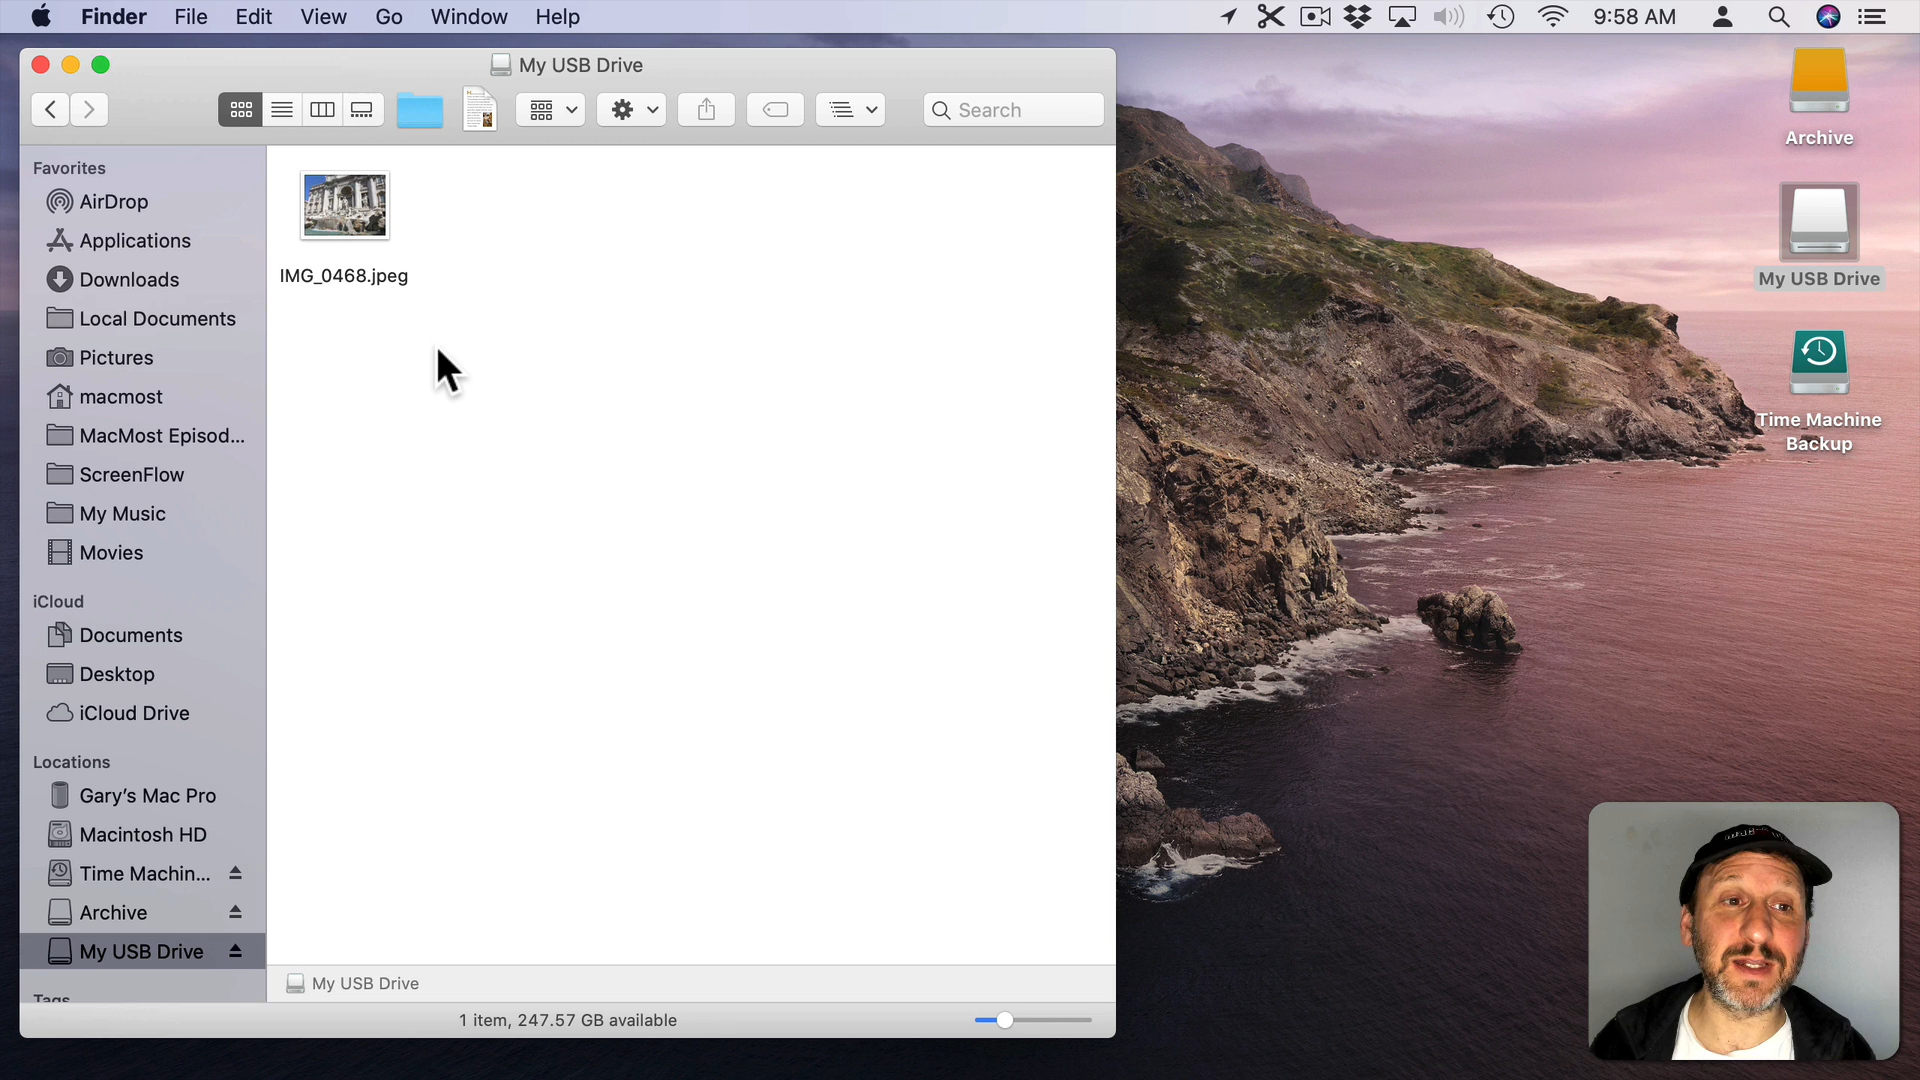 Finder File Edit View Go Window Help 9:58 AM
My USB Drive
Search
Favorites
AirDrop
Applications
Downloads
Local Documents
Pictures
macmost
MacMost Episod...
ScreenFlow
My Music
Movies
iCloud
Documents
Desktop
iCloud Drive
Locations
Gary's Mac Pro
Macintosh HD
Time Machin...
Archive
My USB Drive
Tags
IMG_0468.jpeg
My USB Drive
1 item, 247.57 GB available
Archive
My USB Drive
Time Machine
Backup